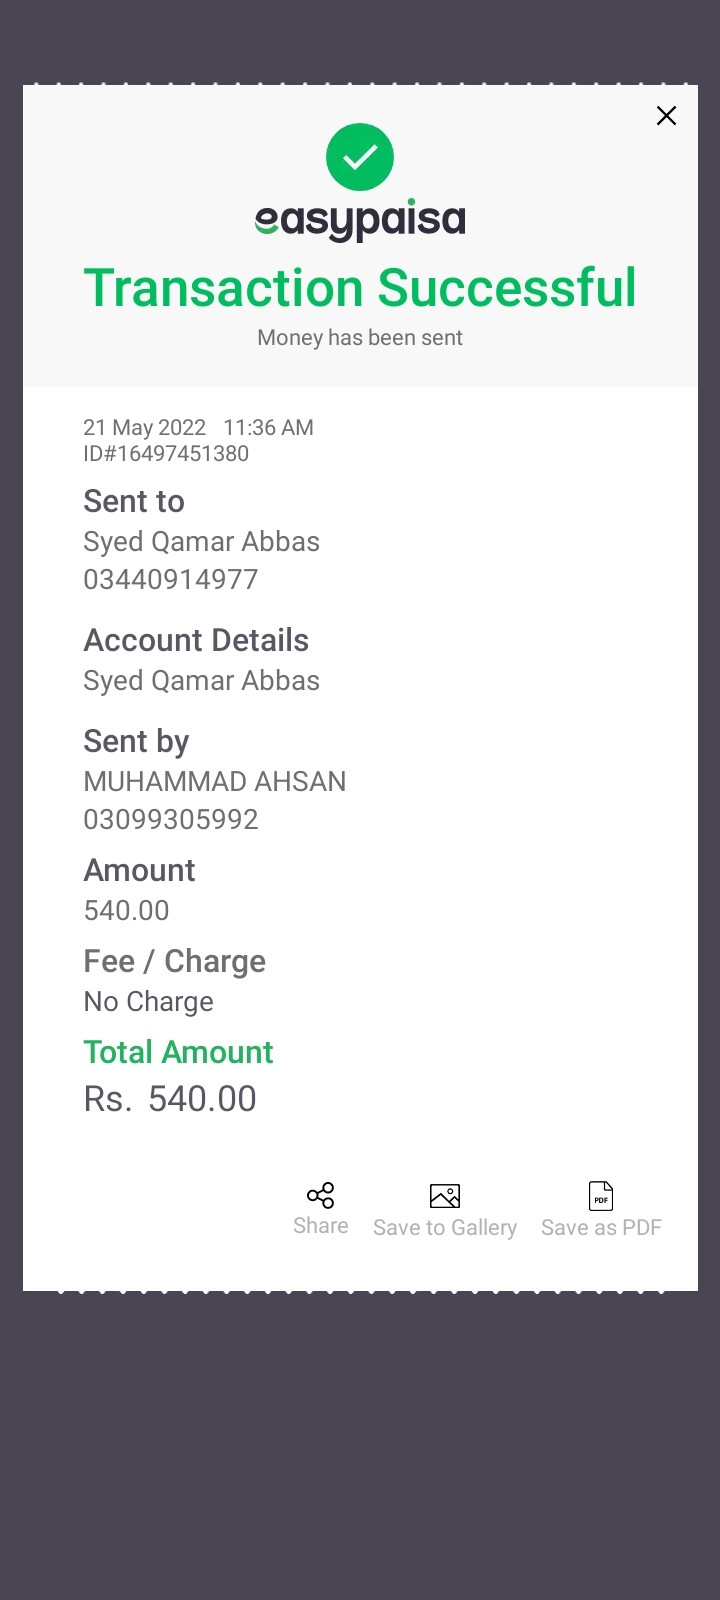 easypaisa
Transaction Successful
Money has been sent
21 May 2022 11:36 AM
ID#16497451380
Sent to
Syed Qamar Abbas
03440914977
Account Details
Syed Qamar Abbas
Sent by
MUHAMMAD AHSAN
03099305992
Amount
540.00
Fee / Charge
No Charge
Total Amount
Rs. 540.00
PDF
Share Save to Gallery Save as PDF